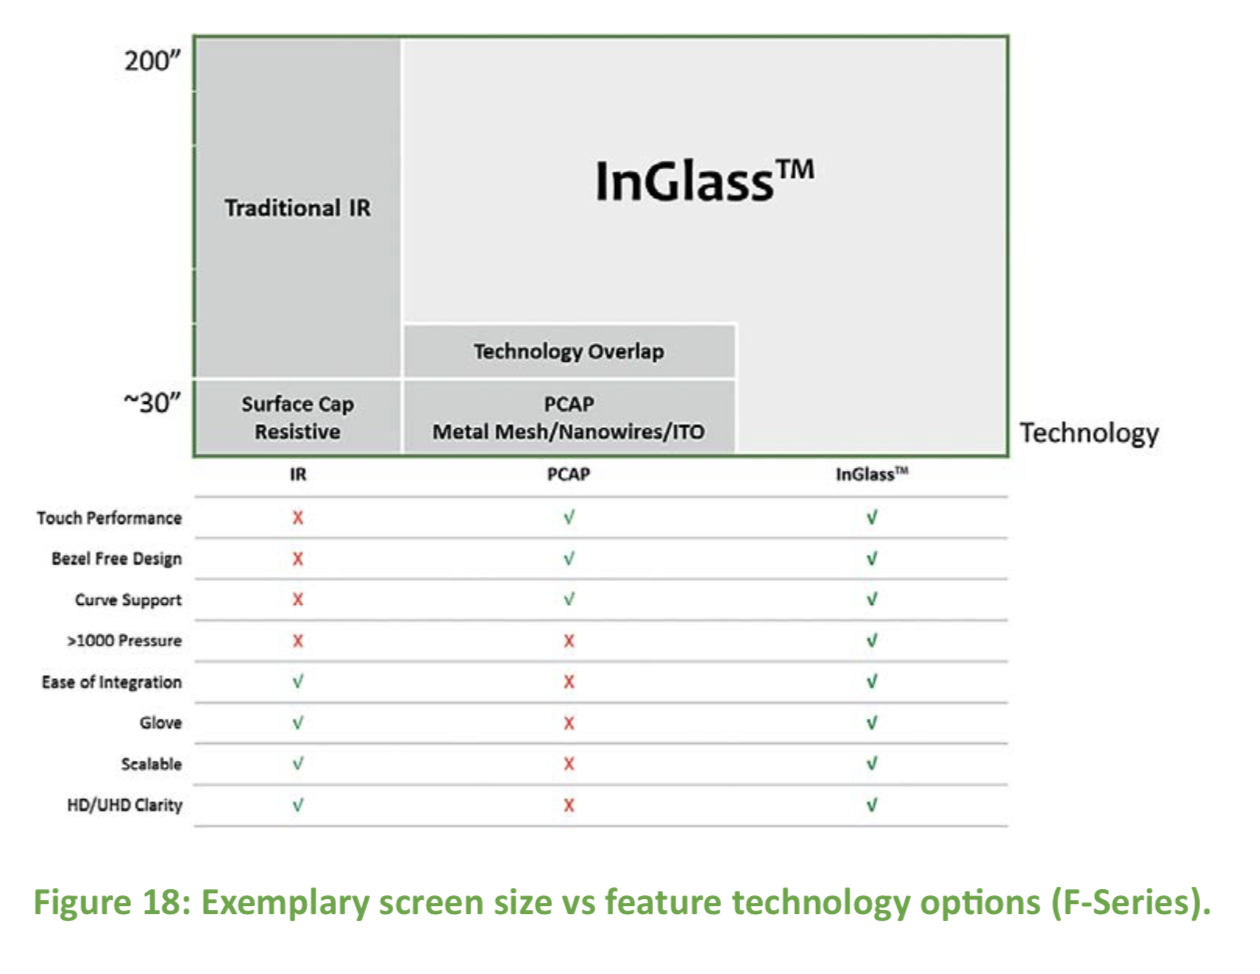 200”
InGlass™
Traditional IR
Technology Overlap
~30”
Surface Cap
Resistive
PCAP
Metal Mesh/Nanowires/ITO
Technology
IR PCAP InGlass™
Touch Performance X √ √
Bezel Free Design X √ √
Curve Support X √ √
>1000 Pressure X X √
Ease of Integration √ X √
Glove √ X √
Scalable √ X √
HD/UHD Clarity √ X √
Figure 18: Exemplary screen size vs feature technology options (F-Series).